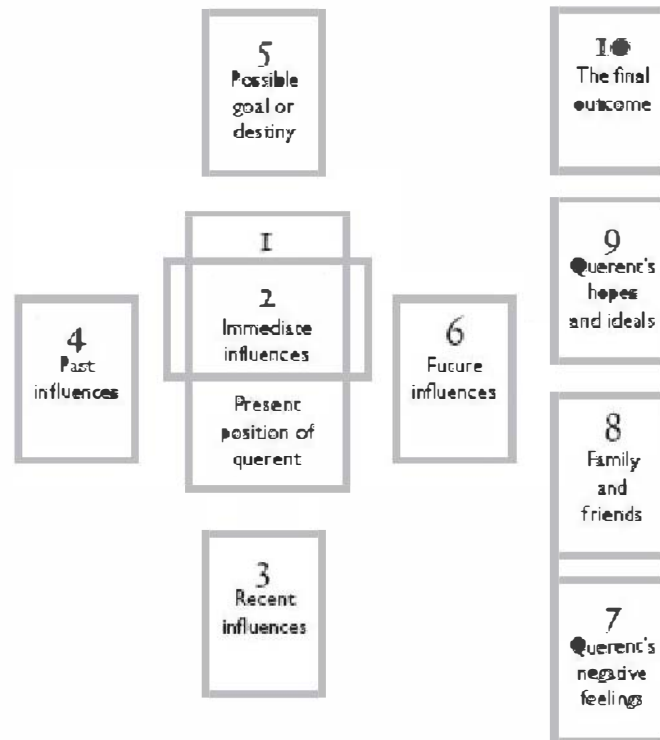 5
Possible
goal or
destiny
10
The final
outcome
1
2
Immediate
influences
Present
position of
querent
4
Past
influences
6
Future
influences
9
Querent's
hopes
and ideals
8
Family
and
friends
3
Recent
influences
7
Querent's
negative
feelings